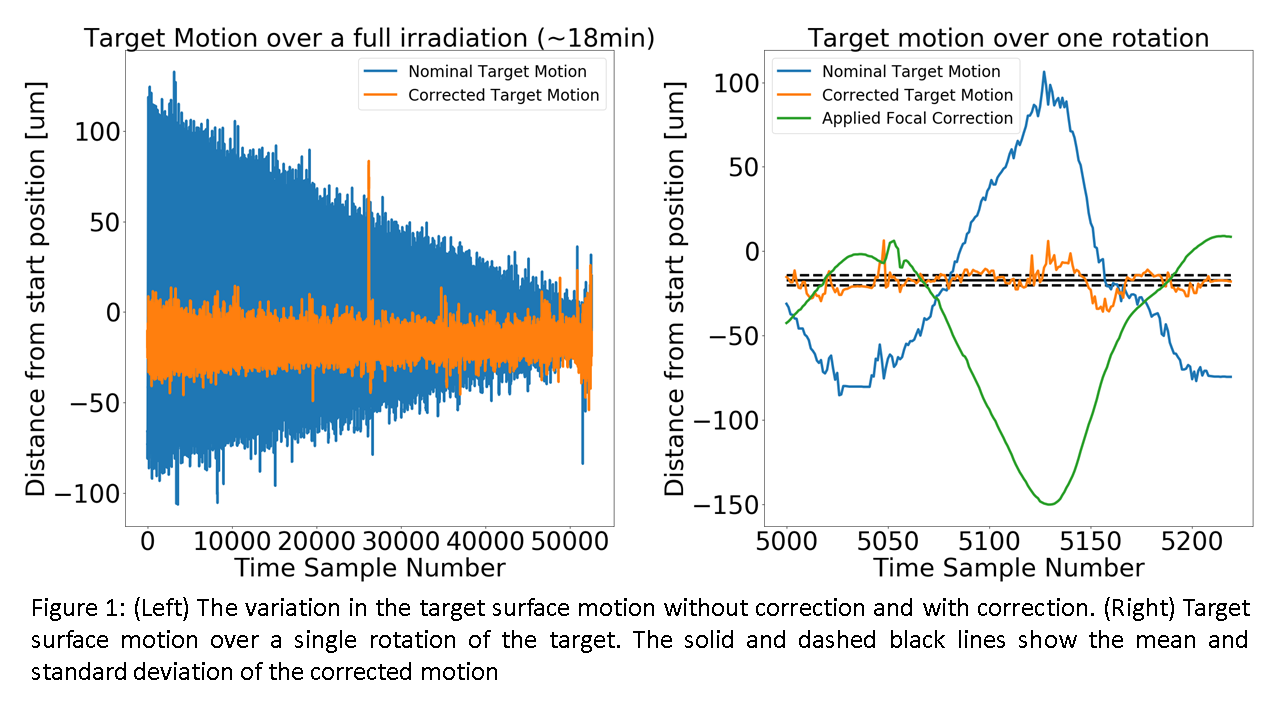 Target Motion over a full irradiation (~18min)
Nominal Target Motion
Corrected Target Motion
Distance from start position [um]
100
50
0
−50
−100
0 10000 20000 30000 40000 50000
Time Sample Number
Target motion over one rotation
Nominal Target Motion
Corrected Target Motion
Applied Focal Correction
Distance from start position [um]
100
50
0
−50
−100
−150
5000 5050 5100 5150 5200
Time Sample Number
Figure 1: (Left) The variation in the target surface motion without correction and with correction. (Right) Target
surface motion over a single rotation of the target. The solid and dashed black lines show the mean and
standard deviation of the corrected motion